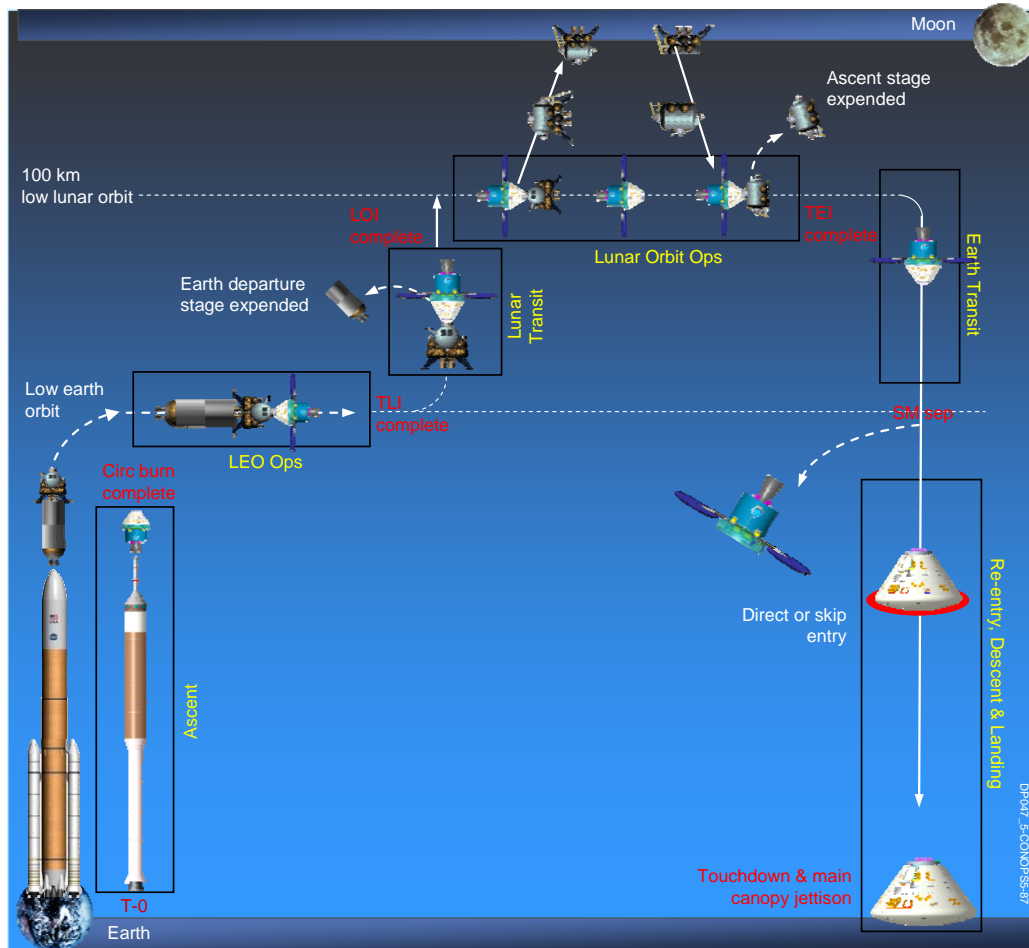 Moon
Ascent stage
expended
100 km
low lunar orbit
LOI
complete
TEI
complete
Lunar Orbit Ops
Earth
Transit
Earth departure
stage expended
Lunar
Transit
Low earth
orbit
TLI
complete
SM sep
LEO Ops
Circ burn
complete
Direct or skip
entry
Re-entry, Descent & Landing
Ascent
DP047_5-CONOPS5-87
Touchdown & main
canopy jettison
T-0
Earth